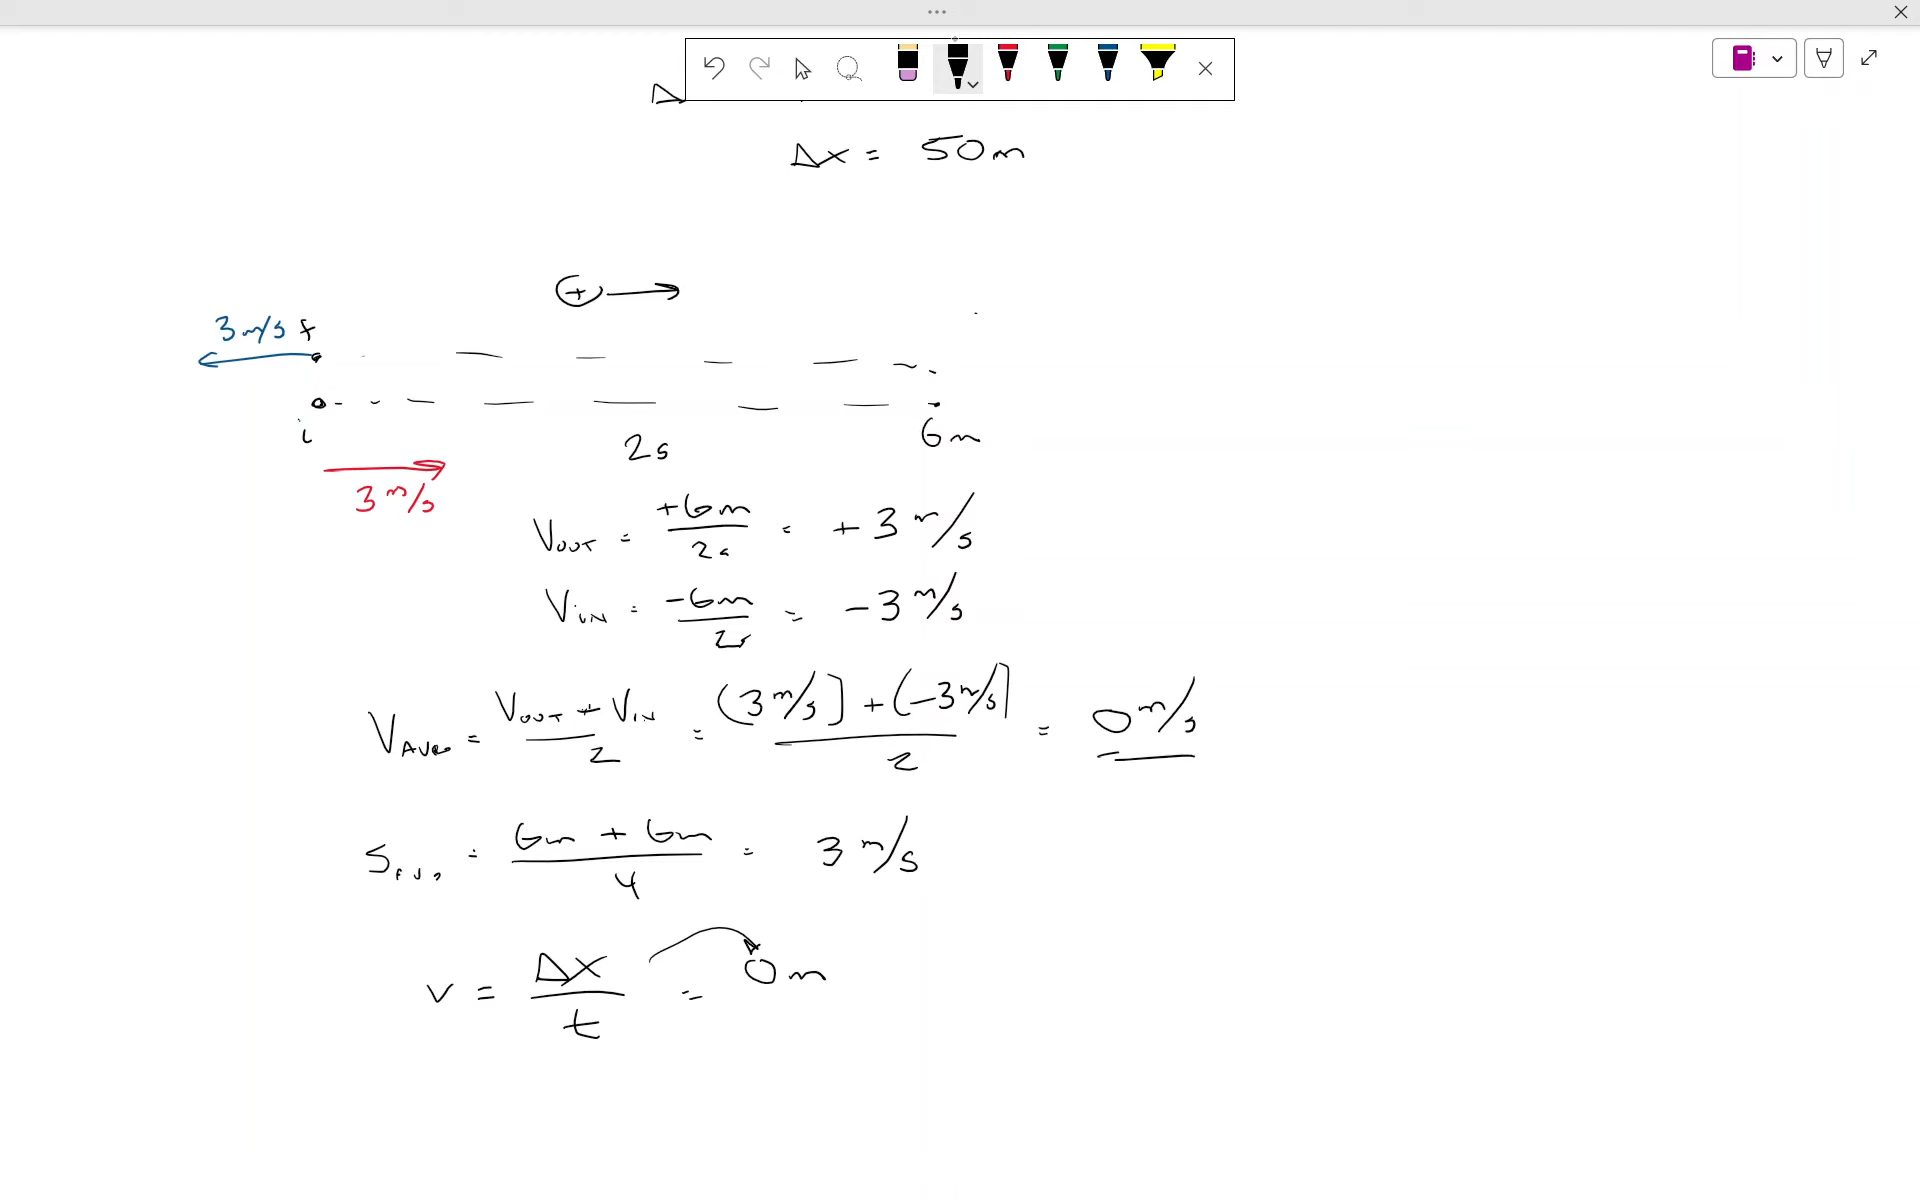 Δ
Δx = 50m
+
3 m/s f
i
2s
6m
3 m/s
Vout = +6m/2s = +3 m/s
Vin = -6m/2s = -3 m/s
VAVG = Vout + Vin/2 = (3 m/s) + (-3 m/s)/2 = 0 m/s
SAVG = 6m + 6m/4 = 3 m/s
v = Δx/t = 0m